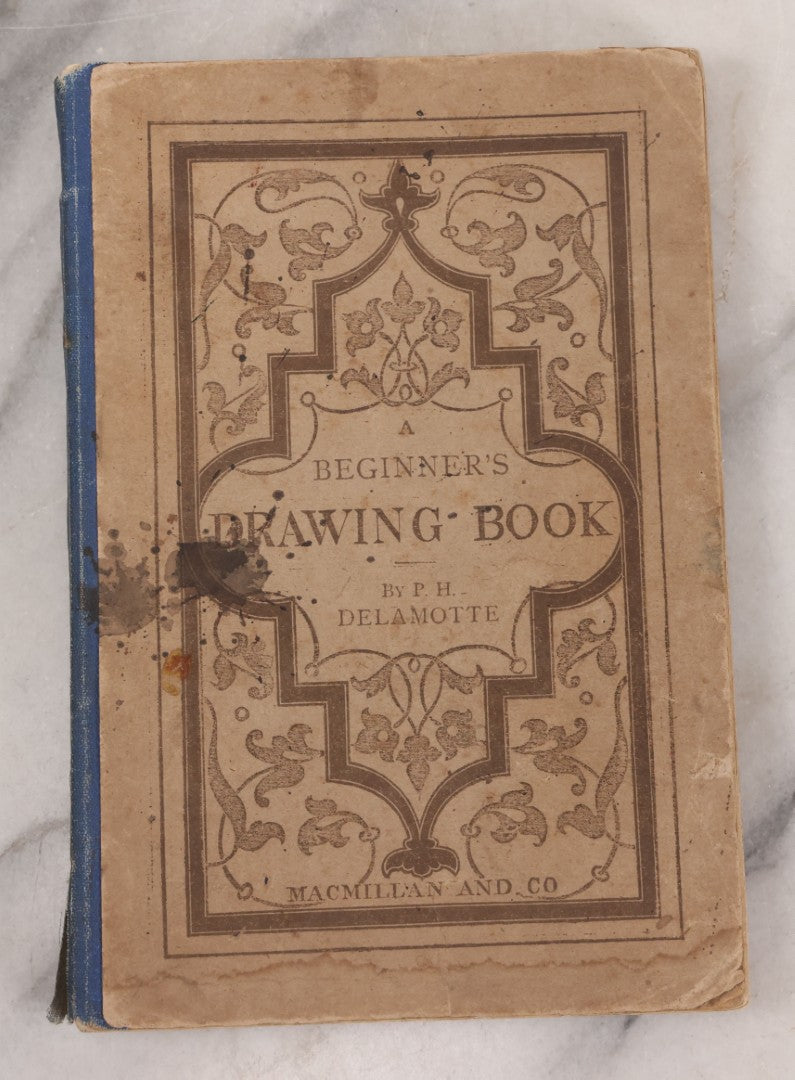 A
BEGINNER'S
DRAWING BOOK
BY P. H.
DELAMOTTE
MACMILLAN AND CO